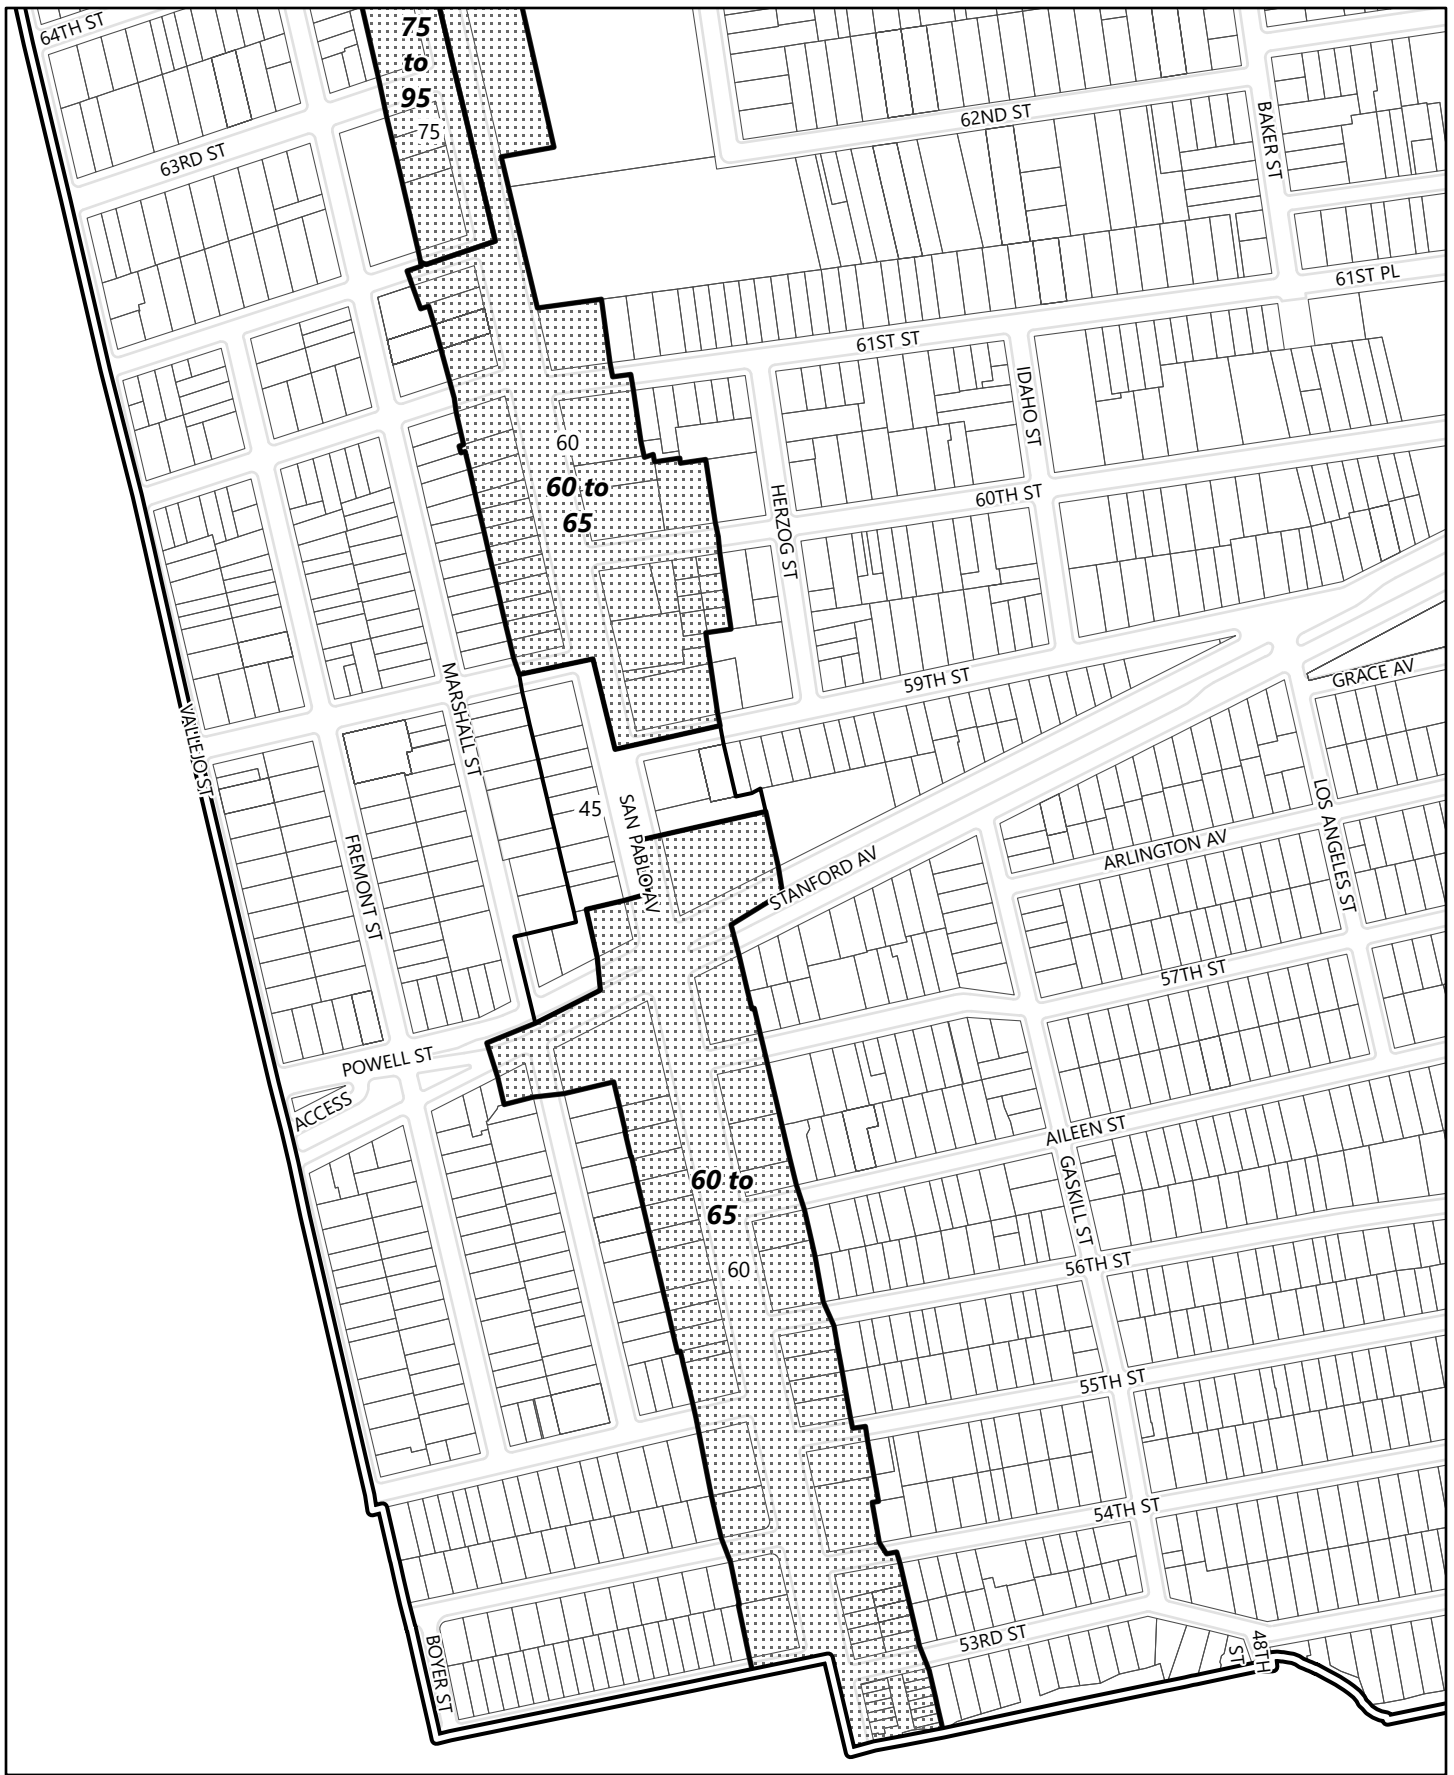 64TH ST
75
to
95
75
63RD ST
62ND ST
BAKER ST
61ST PL
61ST ST
IDAHO ST
60
60 to
65
60TH ST
HERZOG ST
59TH ST
GRACE AV
MARSHALL ST
VALLEJO ST
45
SAN PABLO AV
STANFORD AV
ARLINGTON AV
LOS ANGELES ST
FREMONT ST
57TH ST
POWELL ST
ACCESS
AILEEN ST
GASKILL ST
60 to
65
60
56TH ST
55TH ST
54TH ST
53RD ST
48TH
ST
BOYER ST